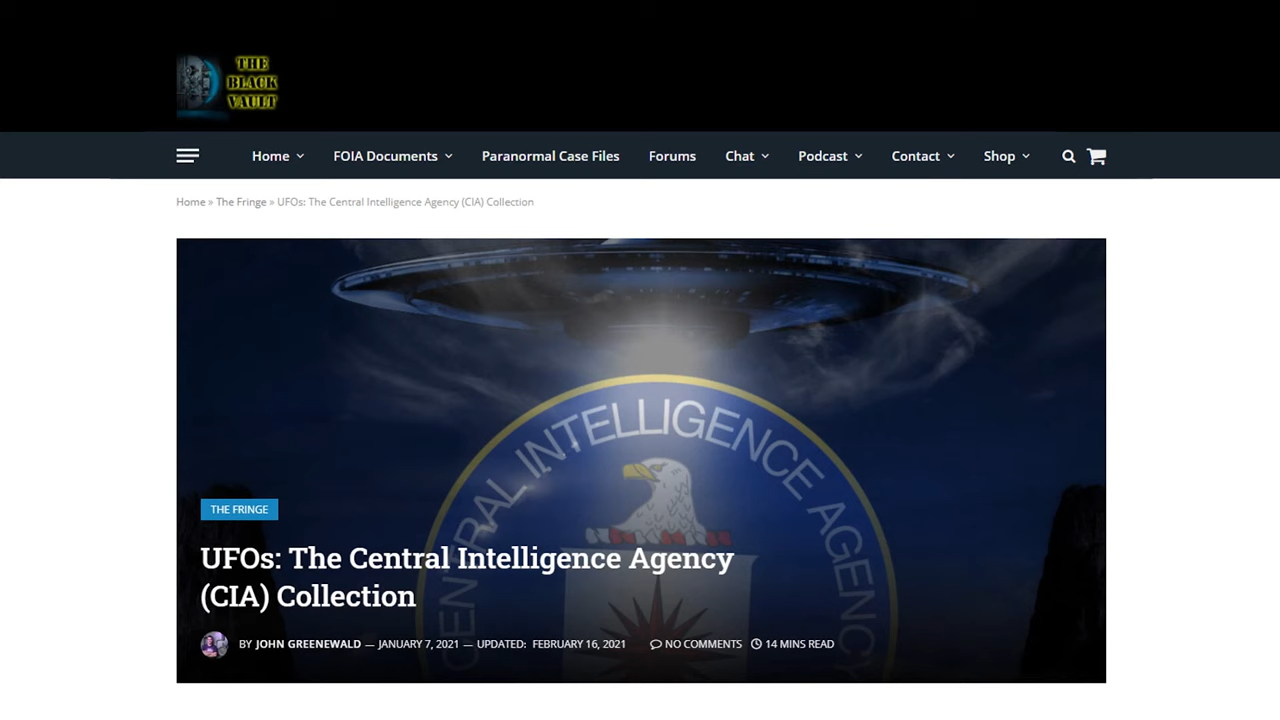 THE
BLACK
VAULT
Home FOIA Documents Paranormal Case Files Forums Chat Podcast Contact Shop
Home » The Fringe » UFOs: The Central Intelligence Agency (CIA) Collection
CENTRAL INTELLIGENCE AGENCY
THE FRINGE
UFOs: The Central Intelligence Agency
(CIA) Collection
BY JOHN GREENEWALD — JANUARY 7, 2021 — UPDATED: FEBRUARY 16, 2021 NO COMMENTS 14 MINS READ